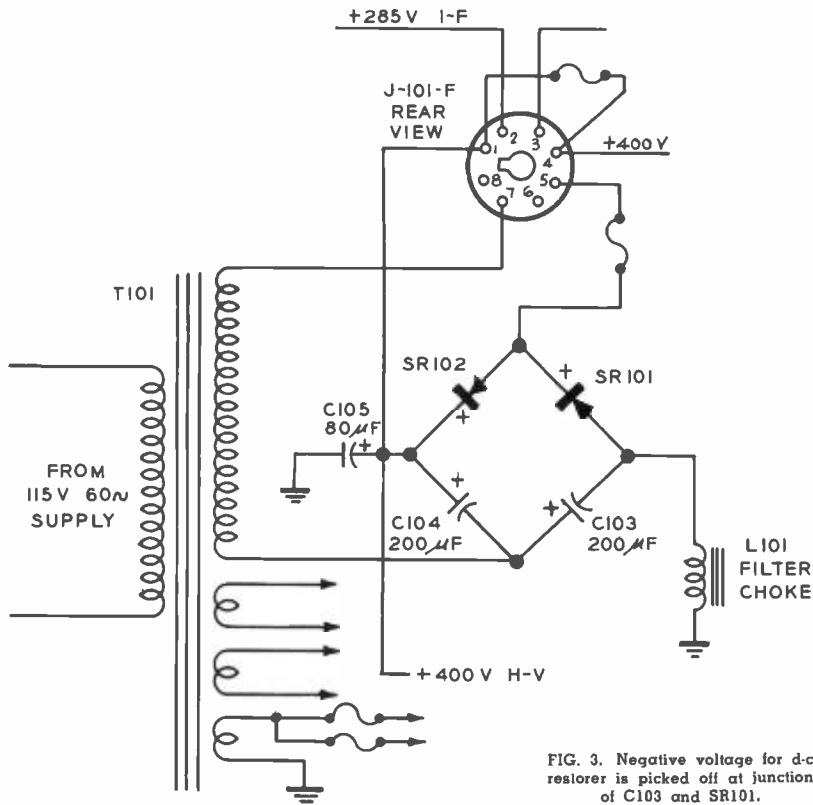 +285V I-F
J-101-F
REAR
VIEW
1
2
3
4
5
6
7
8
+400V
T101
SR102
SR101
+
+
C105
80µF
+
FROM
115V 60~
SUPPLY
+
C104
200µF
+
C103
200µF
L101
FILTER
CHOKE
+400V H-V
FIG. 3. Negative voltage for d-c
restorer is picked off at junction
of C103 and SR101.